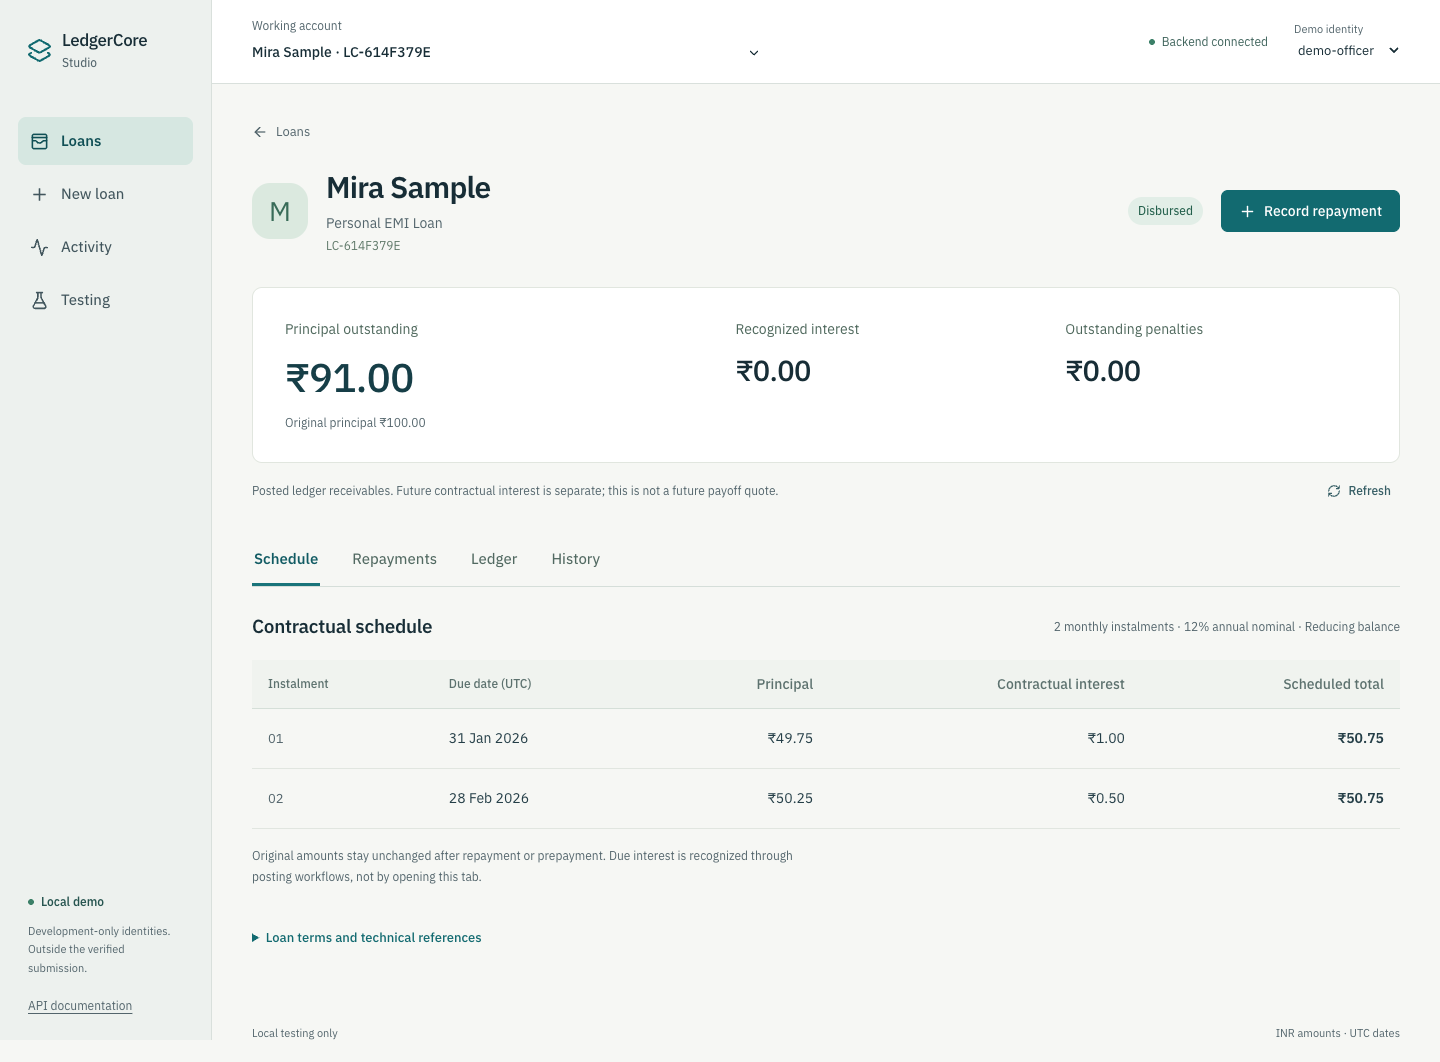 LedgerCore
Studio
Loans
New loan
Activity
Testing
Local demo
Development-only identities.
Outside the verified
submission.
API documentation
Working account
Mira Sample · LC-614F379E
Backend connected
Demo identity
demo-officer
Loans
M
Mira Sample
Personal EMI Loan
LC-614F379E
Disbursed
Record repayment
Principal outstanding
₹91.00
Original principal ₹100.00
Recognized interest
₹0.00
Outstanding penalties
₹0.00
Posted ledger receivables. Future contractual interest is separate; this is not a future payoff quote.
Refresh
Schedule Repayments Ledger History
Contractual schedule
2 monthly instalments · 12% annual nominal · Reducing balance
Instalment Due date (UTC) Principal Contractual interest Scheduled total
01 31 Jan 2026 ₹49.75 ₹1.00 ₹50.75
02 28 Feb 2026 ₹50.25 ₹0.50 ₹50.75
Original amounts stay unchanged after repayment or prepayment. Due interest is recognized through
posting workflows, not by opening this tab.
Loan terms and technical references
Local testing only
INR amounts · UTC dates